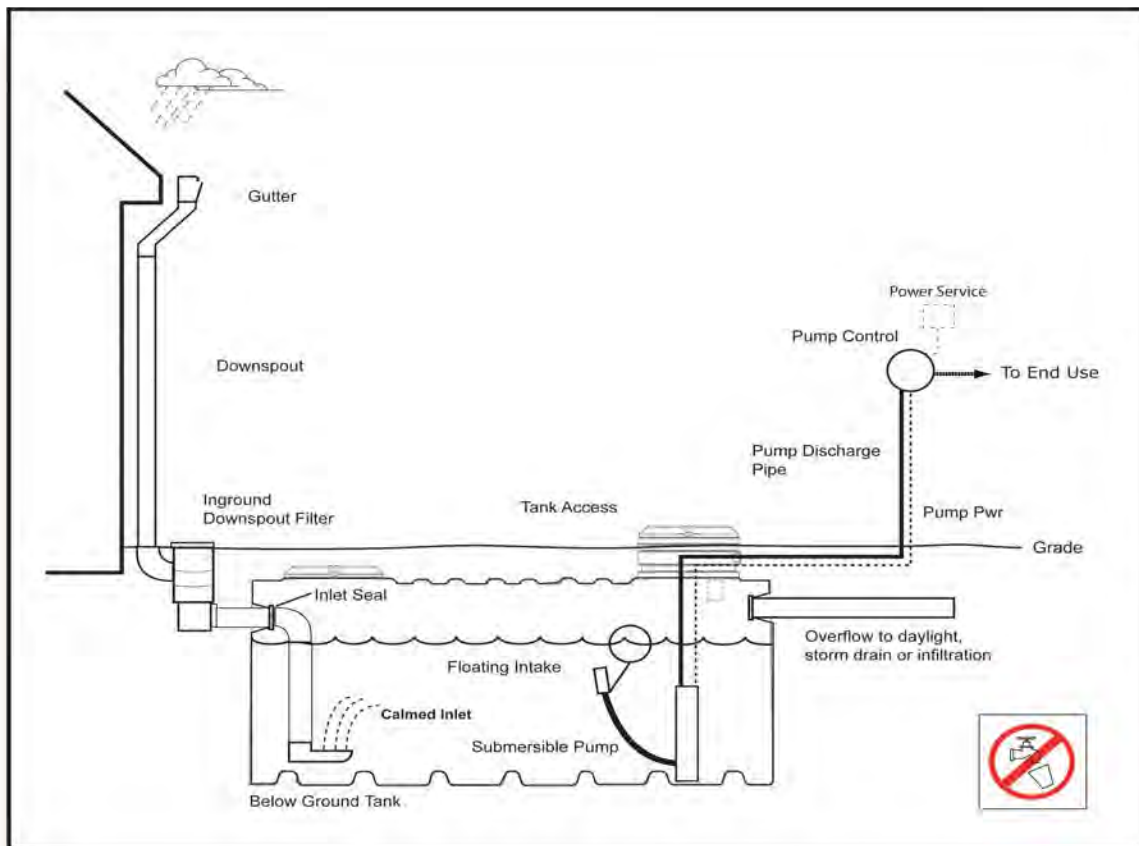 Gutter
Power Service
Pump Control
Downspout
To End Use
Pump Discharge
Pipe
Inground
Downspout Filter
Tank Access
Pump Pwr
Grade
Inlet Seal
Overflow to daylight,
storm drain or infiltration
Floating Intake
Calmed Inlet
Submersible Pump
Below Ground Tank